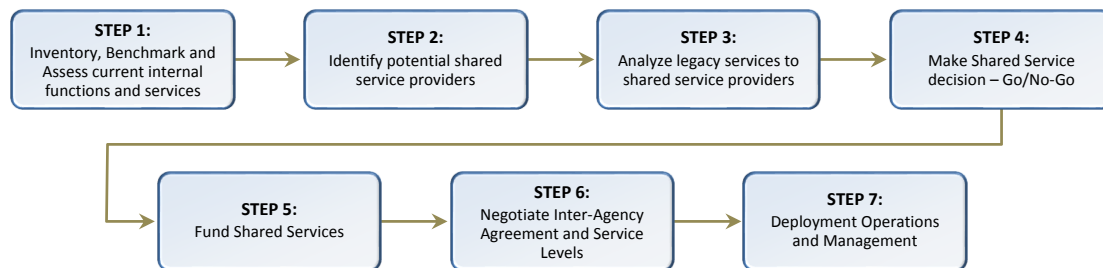 STEP 1:
Inventory, Benchmark and
Assess current internal
functions and services
STEP 2:
Identify potential shared
service providers
STEP 3:
Analyze legacy services to
shared service providers
STEP 4:
Make Shared Service
decision – Go/No-Go
STEP 5:
Fund Shared Services
STEP 6:
Negotiate Inter-Agency
Agreement and Service
Levels
STEP 7:
Deployment Operations
and Management